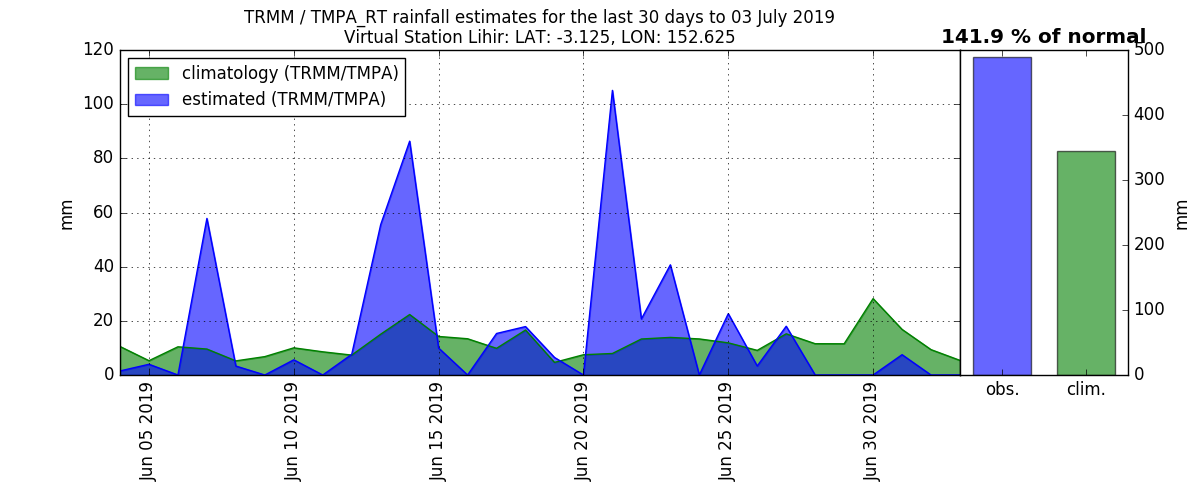 TRMM / TMPA_RT rainfall estimates for the last 30 days to 03 July 2019
Virtual Station Lihir: LAT: -3.125, LON: 152.625
141.9 % of normal
climatology (TRMM/TMPA)
estimated (TRMM/TMPA)
120
100
80
60
40
20
0
mm
Jun 05 2019
Jun 10 2019
Jun 15 2019
Jun 20 2019
Jun 25 2019
Jun 30 2019
obs.
clim.
500
400
300
200
100
0
mm